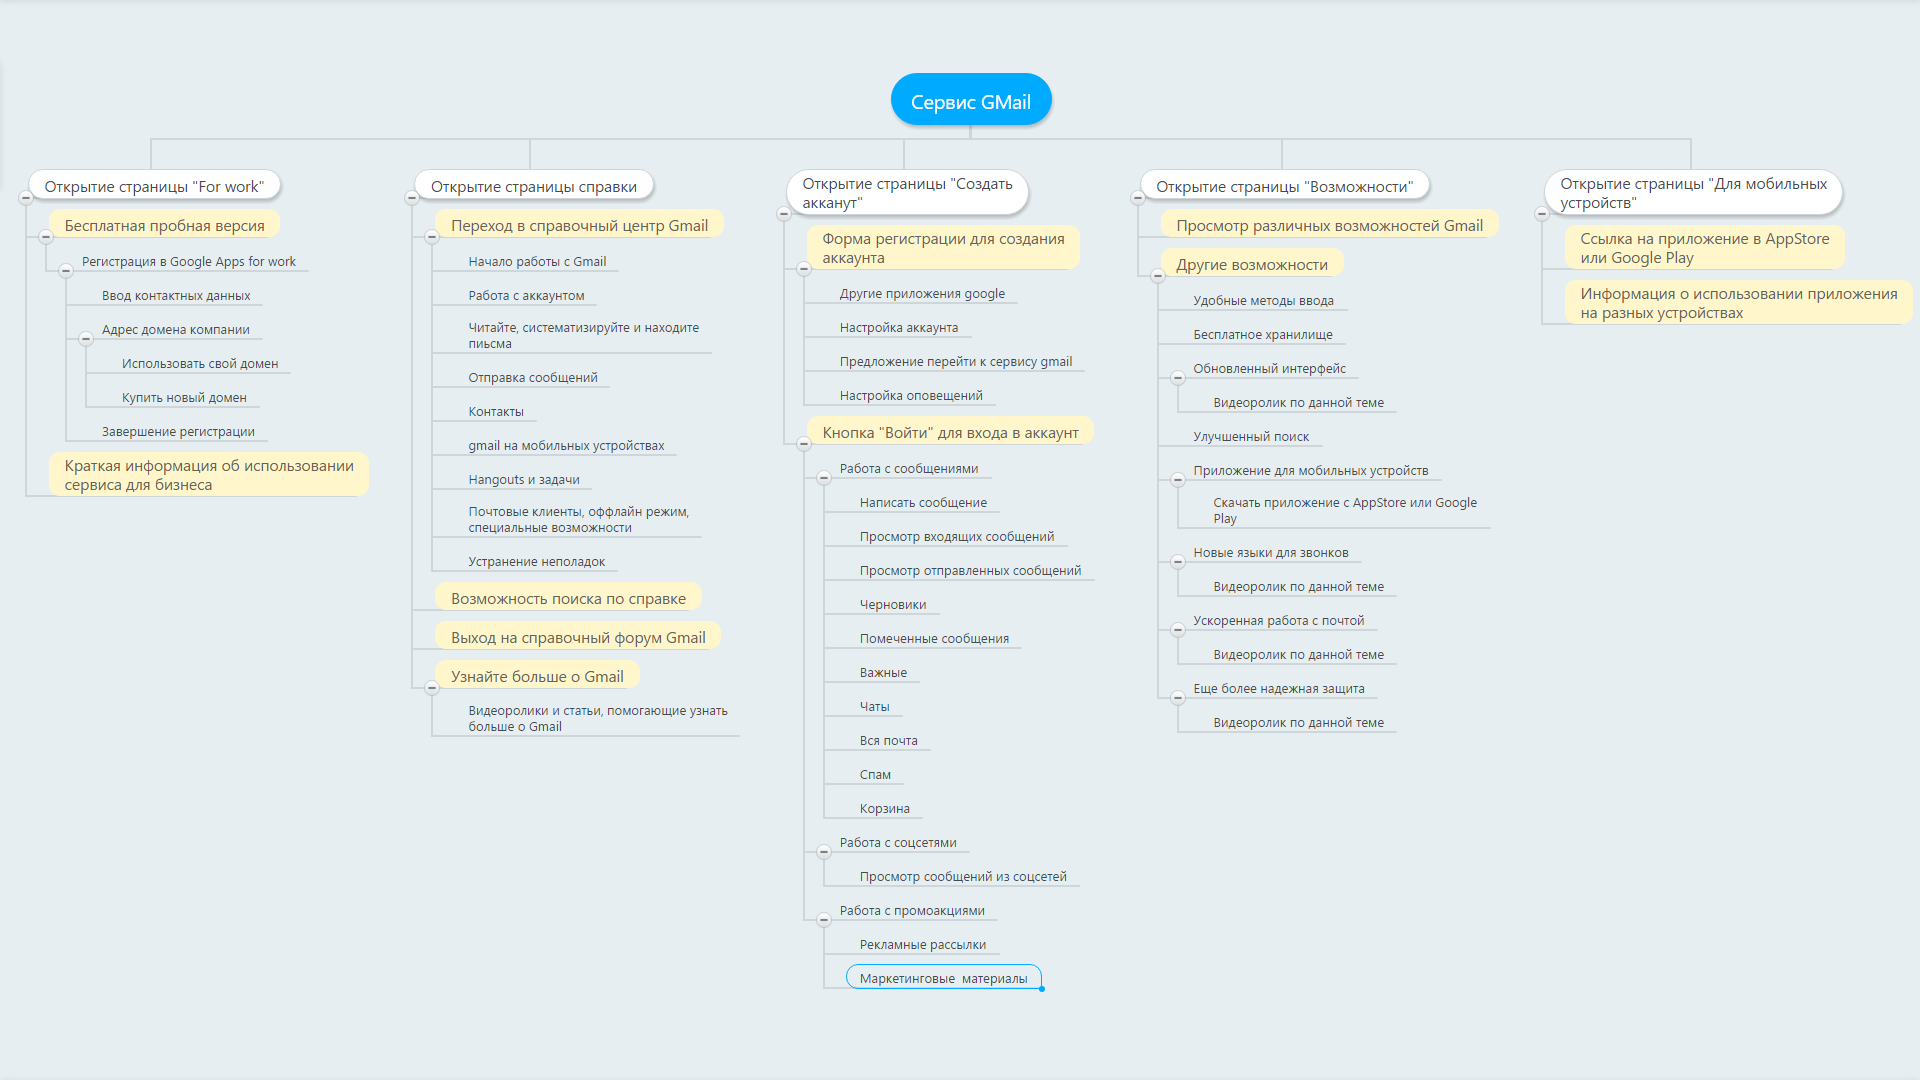 Сервис GMail
Открытие страницы "For work"
Бесплатная пробная версия
Регистрация в Google Apps for work
Ввод контактных данных
Адрес домена компании
Использовать свой домен
Купить новый домен
Завершение регистрации
Краткая информация об использовании
сервиса для бизнеса
Открытие страницы справки
Переход в справочный центр Gmail
Начало работы с Gmail
Работа с аккаунтом
Читайте, систематизируйте и находите
пиьсма
Отправка сообщений
Контакты
gmail на мобильных устройствах
Hangouts и задачи
Почтовые клиенты, оффлайн режим,
специальные возможности
Устранение неполадок
Возможность поиска по справке
Выход на справочный форум Gmail
Узнайте больше о Gmail
Видеоролики и статьи, помогающие узнать
больше о Gmail
Открытие страницы "Создать
акканут"
Форма регистрации для создания
аккаунта
Другие приложения google
Настройка аккаунта
Предложение перейти к сервису gmail
Настройка оповещений
Кнопка "Войти" для входа в аккаунт
Работа с сообщениями
Написать сообщение
Просмотр входящих сообщений
Просмотр отправленных сообщений
Черновики
Помеченные сообщения
Важные
Чаты
Вся почта
Спам
Корзина
Работа с соцсетями
Просмотр сообщений из соцсетей
Работа с промоакциями
Рекламные рассылки
Маркетинговые  материалы
Открытие страницы "Возможности"
Просмотр различных возможностей Gmail
Другие возможности
Удобные методы ввода
Бесплатное хранилище
Обновленный интерфейс
Видеоролик по данной теме
Улучшенный поиск
Приложение для мобильных устройств
Скачать приложение с AppStore или Google
Play
Новые языки для звонков
Видеоролик по данной теме
Ускоренная работа с почтой
Видеоролик по данной теме
Еще более надежная защита
Видеоролик по данной теме
Открытие страницы "Для мобильных
устройств"
Ссылка на приложение в AppStore
или Google Play
Информация о использовании приложения
на разных устройствах